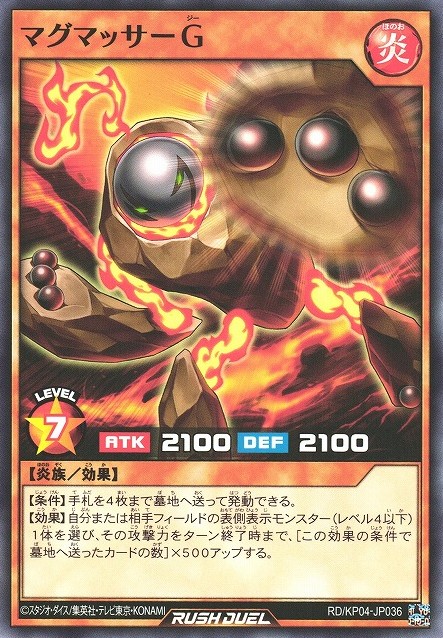 マグマッサーG
ジー
ほのお
炎
LEVEL
7
ATK 2100 DEF 2100
【炎族／効果】
【条件】手札を4枚まで墓地へ送って発動できる。
【効果】自分または相手フィールドの表側表示モンスター（レベル4以下）
1体を選び、その攻撃力をターン終了時まで、［この効果の条件で
墓地へ送ったカードの数］×500アップする。
©スタジオ・ダイス/集英社・テレビ東京・KONAMI
RUSH DUEL
RD/KP04-JP036